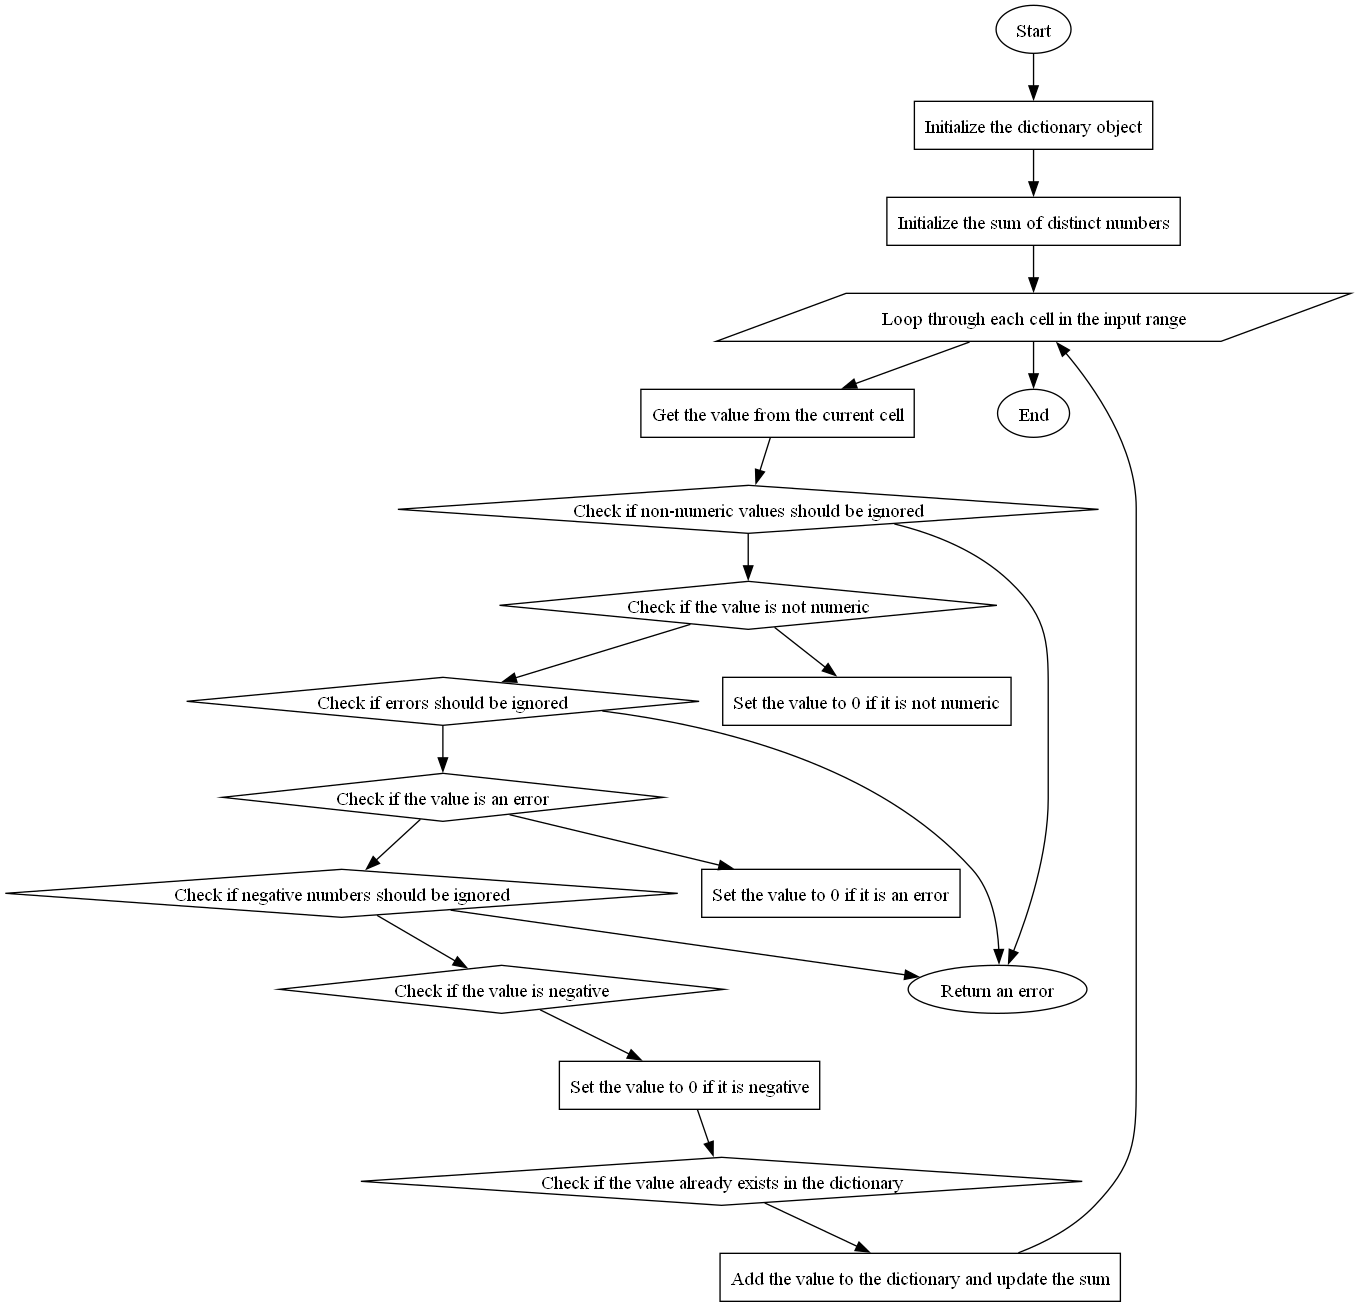 Start
Initialize the dictionary object
Initialize the sum of distinct numbers
Loop through each cell in the input range
Get the value from the current cell
End
Check if non-numeric values should be ignored
Check if the value is not numeric
Check if errors should be ignored
Set the value to 0 if it is not numeric
Check if the value is an error
Check if negative numbers should be ignored
Set the value to 0 if it is an error
Check if the value is negative
Return an error
Set the value to 0 if it is negative
Check if the value already exists in the dictionary
Add the value to the dictionary and update the sum